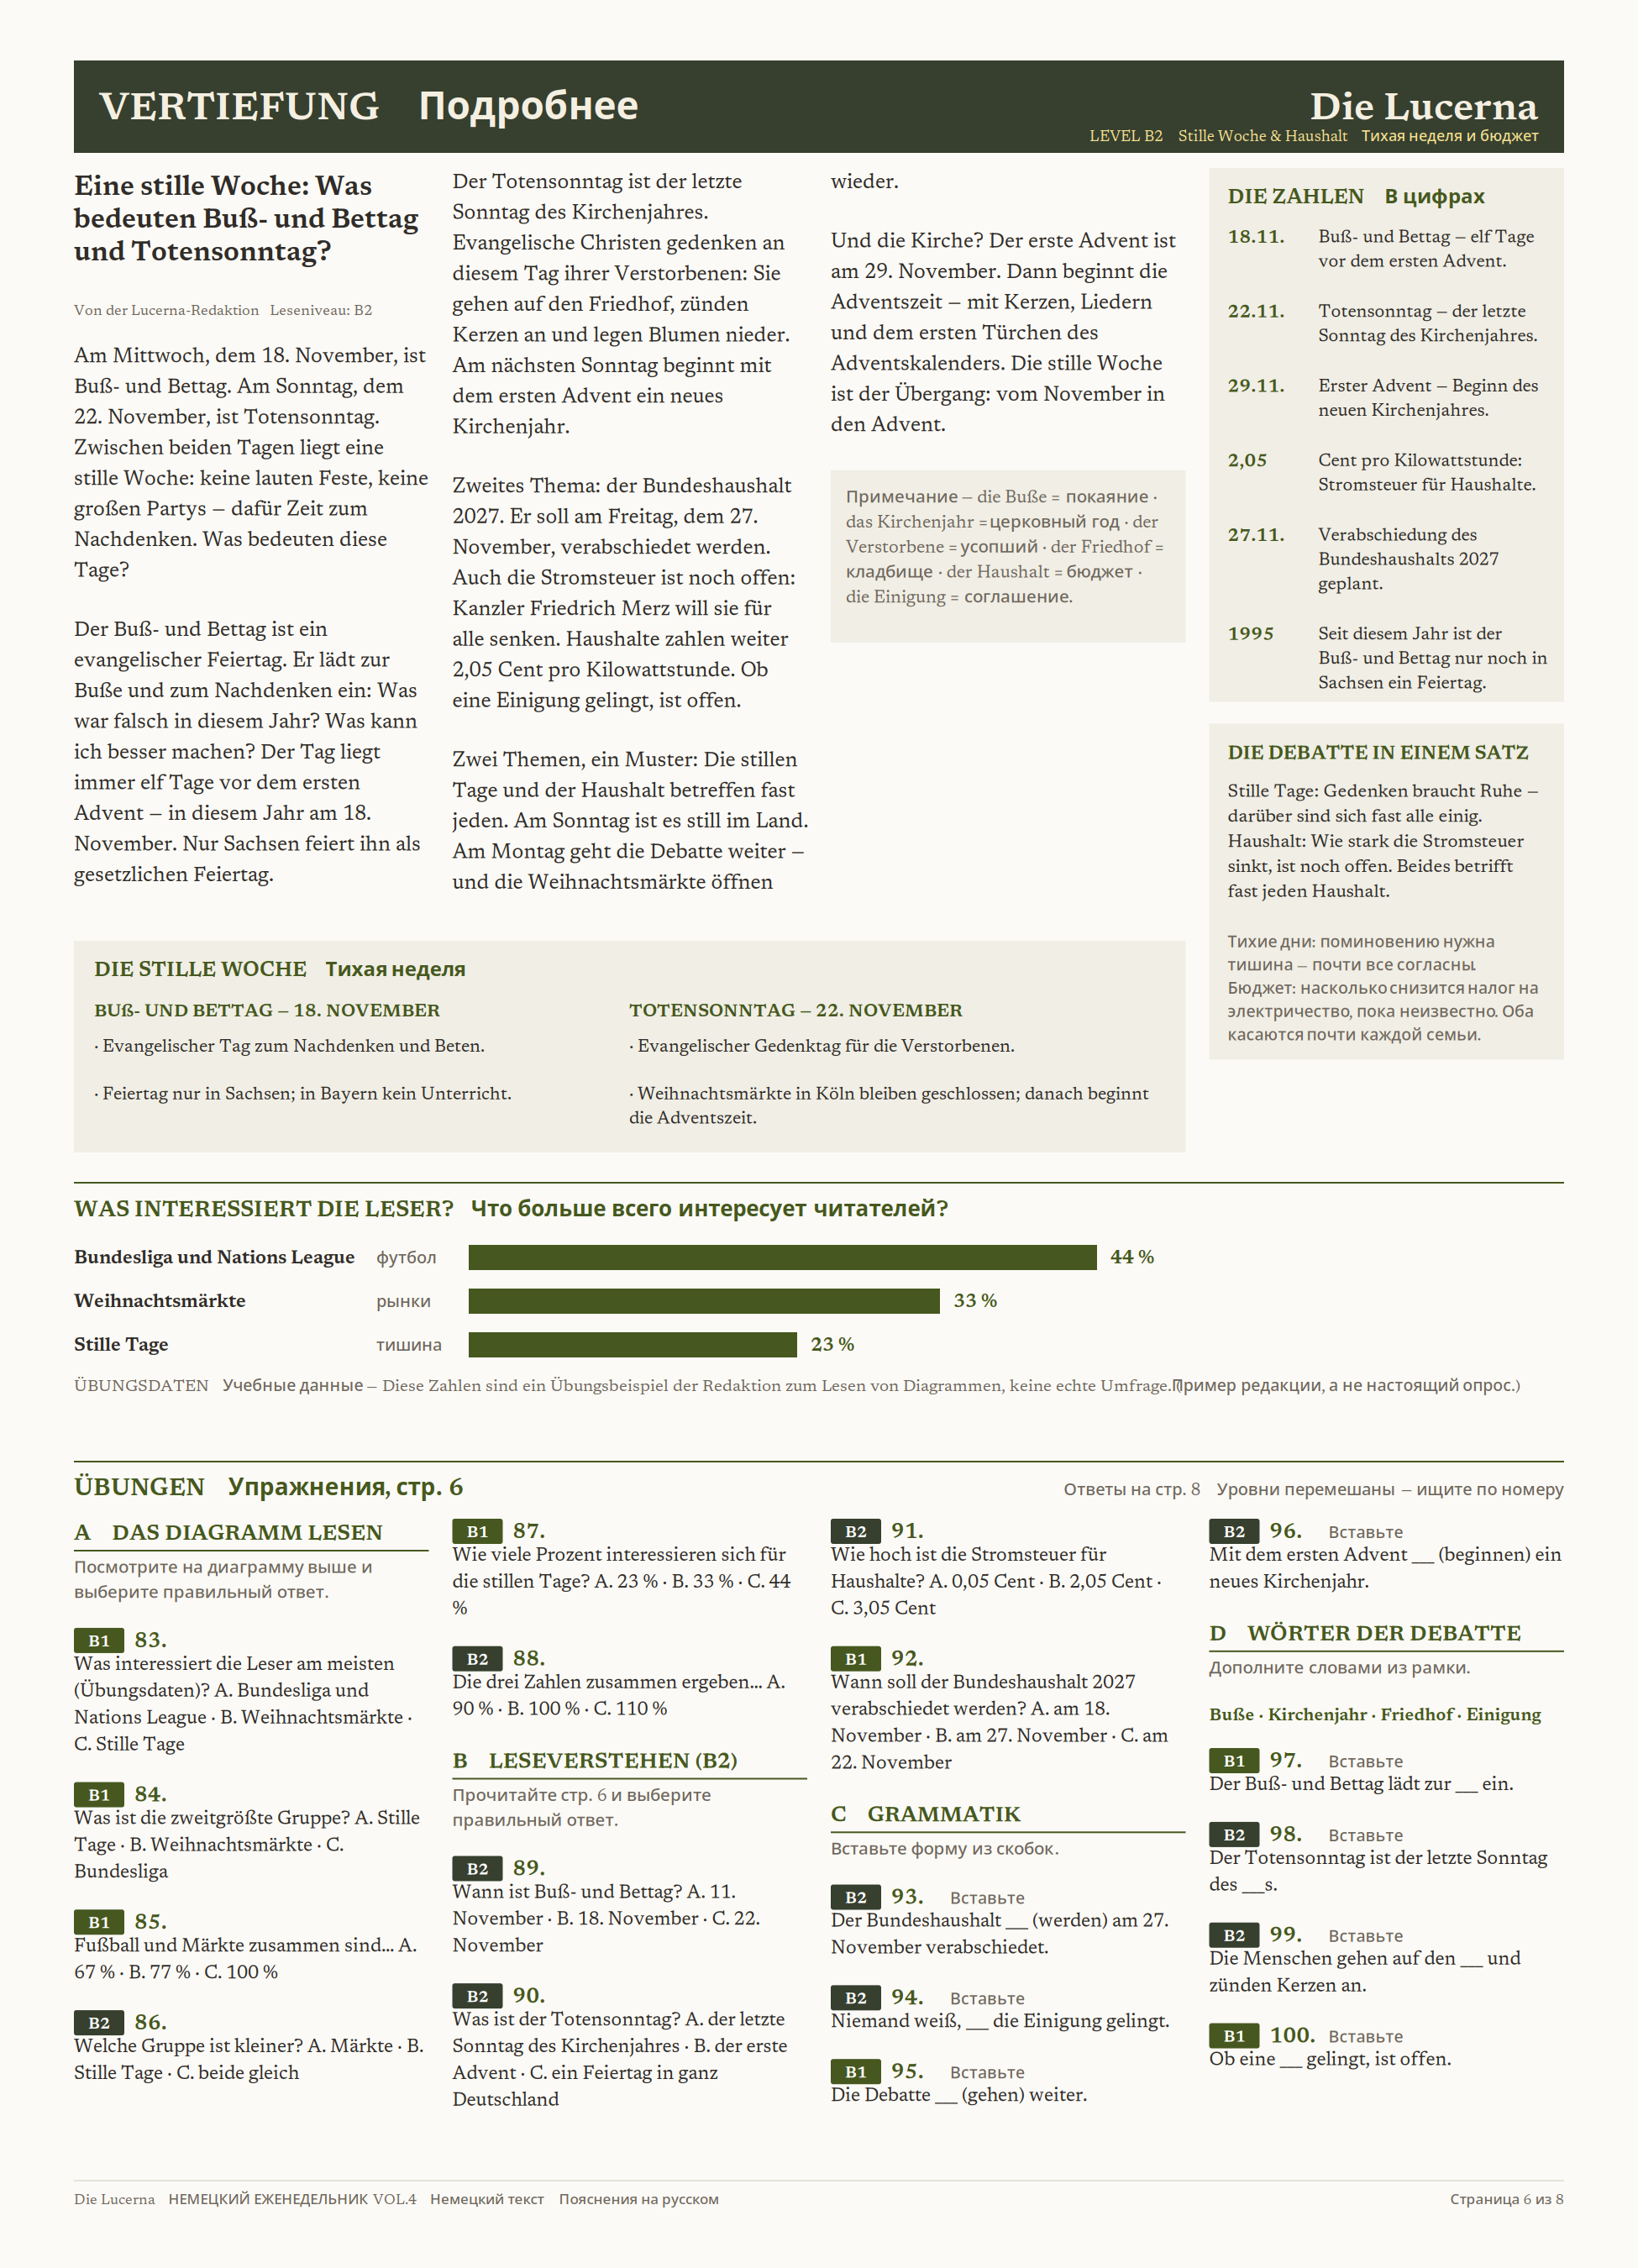 VERTIEFUNG Подробнее
Die Lucerna
LEVEL B2 Stille Woche & Haushalt Тихая неделя и бюджет
Eine stille Woche: Was
bedeuten Buß- und Bettag
und Totensonntag?
Von der Lucerna-Redaktion Leseniveau: B2
Am Mittwoch, dem 18. November, ist
Buß- und Bettag. Am Sonntag, dem
22. November, ist Totensonntag.
Zwischen beiden Tagen liegt eine
stille Woche: keine lauten Feste, keine
großen Partys – dafür Zeit zum
Nachdenken. Was bedeuten diese
Tage?
Der Buß- und Bettag ist ein
evangelischer Feiertag. Er lädt zur
Buße und zum Nachdenken ein: Was
war falsch in diesem Jahr? Was kann
ich besser machen? Der Tag liegt
immer elf Tage vor dem ersten
Advent – in diesem Jahr am 18.
November. Nur Sachsen feiert ihn als
gesetzlichen Feiertag.
Der Totensonntag ist der letzte
Sonntag des Kirchenjahres.
Evangelische Christen gedenken an
diesem Tag ihrer Verstorbenen: Sie
gehen auf den Friedhof, zünden
Kerzen an und legen Blumen nieder.
Am nächsten Sonntag beginnt mit
dem ersten Advent ein neues
Kirchenjahr.
Zweites Thema: der Bundeshaushalt
2027. Er soll am Freitag, dem 27.
November, verabschiedet werden.
Auch die Stromsteuer ist noch offen:
Kanzler Friedrich Merz will sie für
alle senken. Haushalte zahlen weiter
2,05 Cent pro Kilowattstunde. Ob
eine Einigung gelingt, ist offen.
Zwei Themen, ein Muster: Die stillen
Tage und der Haushalt betreffen fast
jeden. Am Sonntag ist es still im Land.
Am Montag geht die Debatte weiter –
und die Weihnachtsmärkte öffnen
wieder.
Und die Kirche? Der erste Advent ist
am 29. November. Dann beginnt die
Adventszeit – mit Kerzen, Liedern
und dem ersten Türchen des
Adventskalenders. Die stille Woche
ist der Übergang: vom November in
den Advent.
Примечание – die Buße = покаяние ·
das Kirchenjahr = церковный год · der
Verstorbene = усопший · der Friedhof =
кладбище · der Haushalt = бюджет ·
die Einigung = соглашение.
DIE ZAHLEN В цифрах
18.11. Buß- und Bettag – elf Tage
vor dem ersten Advent.
22.11. Totensonntag – der letzte
Sonntag des Kirchenjahres.
29.11. Erster Advent – Beginn des
neuen Kirchenjahres.
2,05 Cent pro Kilowattstunde:
Stromsteuer für Haushalte.
27.11. Verabschiedung des
Bundeshaushalts 2027
geplant.
1995 Seit diesem Jahr ist der
Buß- und Bettag nur noch in
Sachsen ein Feiertag.
DIE DEBATTE IN EINEM SATZ
Stille Tage: Gedenken braucht Ruhe –
darüber sind sich fast alle einig.
Haushalt: Wie stark die Stromsteuer
sinkt, ist noch offen. Beides betrifft
fast jeden Haushalt.
Тихие дни: поминовению нужна
тишина – почти все согласны.
Бюджет: насколько снизится налог на
электричество, пока неизвестно. Оба
касаются почти каждой семьи.
DIE STILLE WOCHE Тихая неделя
BUß- UND BETTAG – 18. NOVEMBER
· Evangelischer Tag zum Nachdenken und Beten.
· Feiertag nur in Sachsen; in Bayern kein Unterricht.
TOTENSONNTAG – 22. NOVEMBER
· Evangelischer Gedenktag für die Verstorbenen.
· Weihnachtsmärkte in Köln bleiben geschlossen; danach beginnt
die Adventszeit.
WAS INTERESSIERT DIE LESER? Что больше всего интересует читателей?
Bundesliga und Nations League футбол 44 %
Weihnachtsmärkte рынки 33 %
Stille Tage тишина 23 %
ÜBUNGSDATEN Учебные данные – Diese Zahlen sind ein Übungsbeispiel der Redaktion zum Lesen von Diagrammen, keine echte Umfrage. (Пример редакции, а не настоящий опрос.)
ÜBUNGEN Упражнения, стр. 6
Ответы на стр. 8 Уровни перемешаны – ищите по номеру
A DAS DIAGRAMM LESEN
Посмотрите на диаграмму выше и
выберите правильный ответ.
B1 83.
Was interessiert die Leser am meisten
(Übungsdaten)? A. Bundesliga und
Nations League · B. Weihnachtsmärkte ·
C. Stille Tage
B1 84.
Was ist die zweitgrößte Gruppe? A. Stille
Tage · B. Weihnachtsmärkte · C.
Bundesliga
B1 85.
Fußball und Märkte zusammen sind... A.
67 % · B. 77 % · C. 100 %
B2 86.
Welche Gruppe ist kleiner? A. Märkte · B.
Stille Tage · C. beide gleich
B1 87.
Wie viele Prozent interessieren sich für
die stillen Tage? A. 23 % · B. 33 % · C. 44
%
B2 88.
Die drei Zahlen zusammen ergeben... A.
90 % · B. 100 % · C. 110 %
B LESEVERSTEHEN (B2)
Прочитайте стр. 6 и выберите
правильный ответ.
B2 89.
Wann ist Buß- und Bettag? A. 11.
November · B. 18. November · C. 22.
November
B2 90.
Was ist der Totensonntag? A. der letzte
Sonntag des Kirchenjahres · B. der erste
Advent · C. ein Feiertag in ganz
Deutschland
B2 91.
Wie hoch ist die Stromsteuer für
Haushalte? A. 0,05 Cent · B. 2,05 Cent ·
C. 3,05 Cent
B1 92.
Wann soll der Bundeshaushalt 2027
verabschiedet werden? A. am 18.
November · B. am 27. November · C. am
22. November
C GRAMMATIK
Вставьте форму из скобок.
B2 93. Вставьте
Der Bundeshaushalt ___ (werden) am 27.
November verabschiedet.
B2 94. Вставьте
Niemand weiß, ___ die Einigung gelingt.
B1 95. Вставьте
Die Debatte ___ (gehen) weiter.
B2 96. Вставьте
Mit dem ersten Advent ___ (beginnen) ein
neues Kirchenjahr.
D WÖRTER DER DEBATTE
Дополните словами из рамки.
Buße · Kirchenjahr · Friedhof · Einigung
B1 97. Вставьте
Der Buß- und Bettag lädt zur ___ ein.
B2 98. Вставьте
Der Totensonntag ist der letzte Sonntag
des ___s.
B2 99. Вставьте
Die Menschen gehen auf den ___ und
zünden Kerzen an.
B1 100. Вставьте
Ob eine ___ gelingt, ist offen.
Die Lucerna НЕМЕЦКИЙ ЕЖЕНЕДЕЛЬНИК VOL.4 Немецкий текст Пояснения на русском
Страница 6 из 8